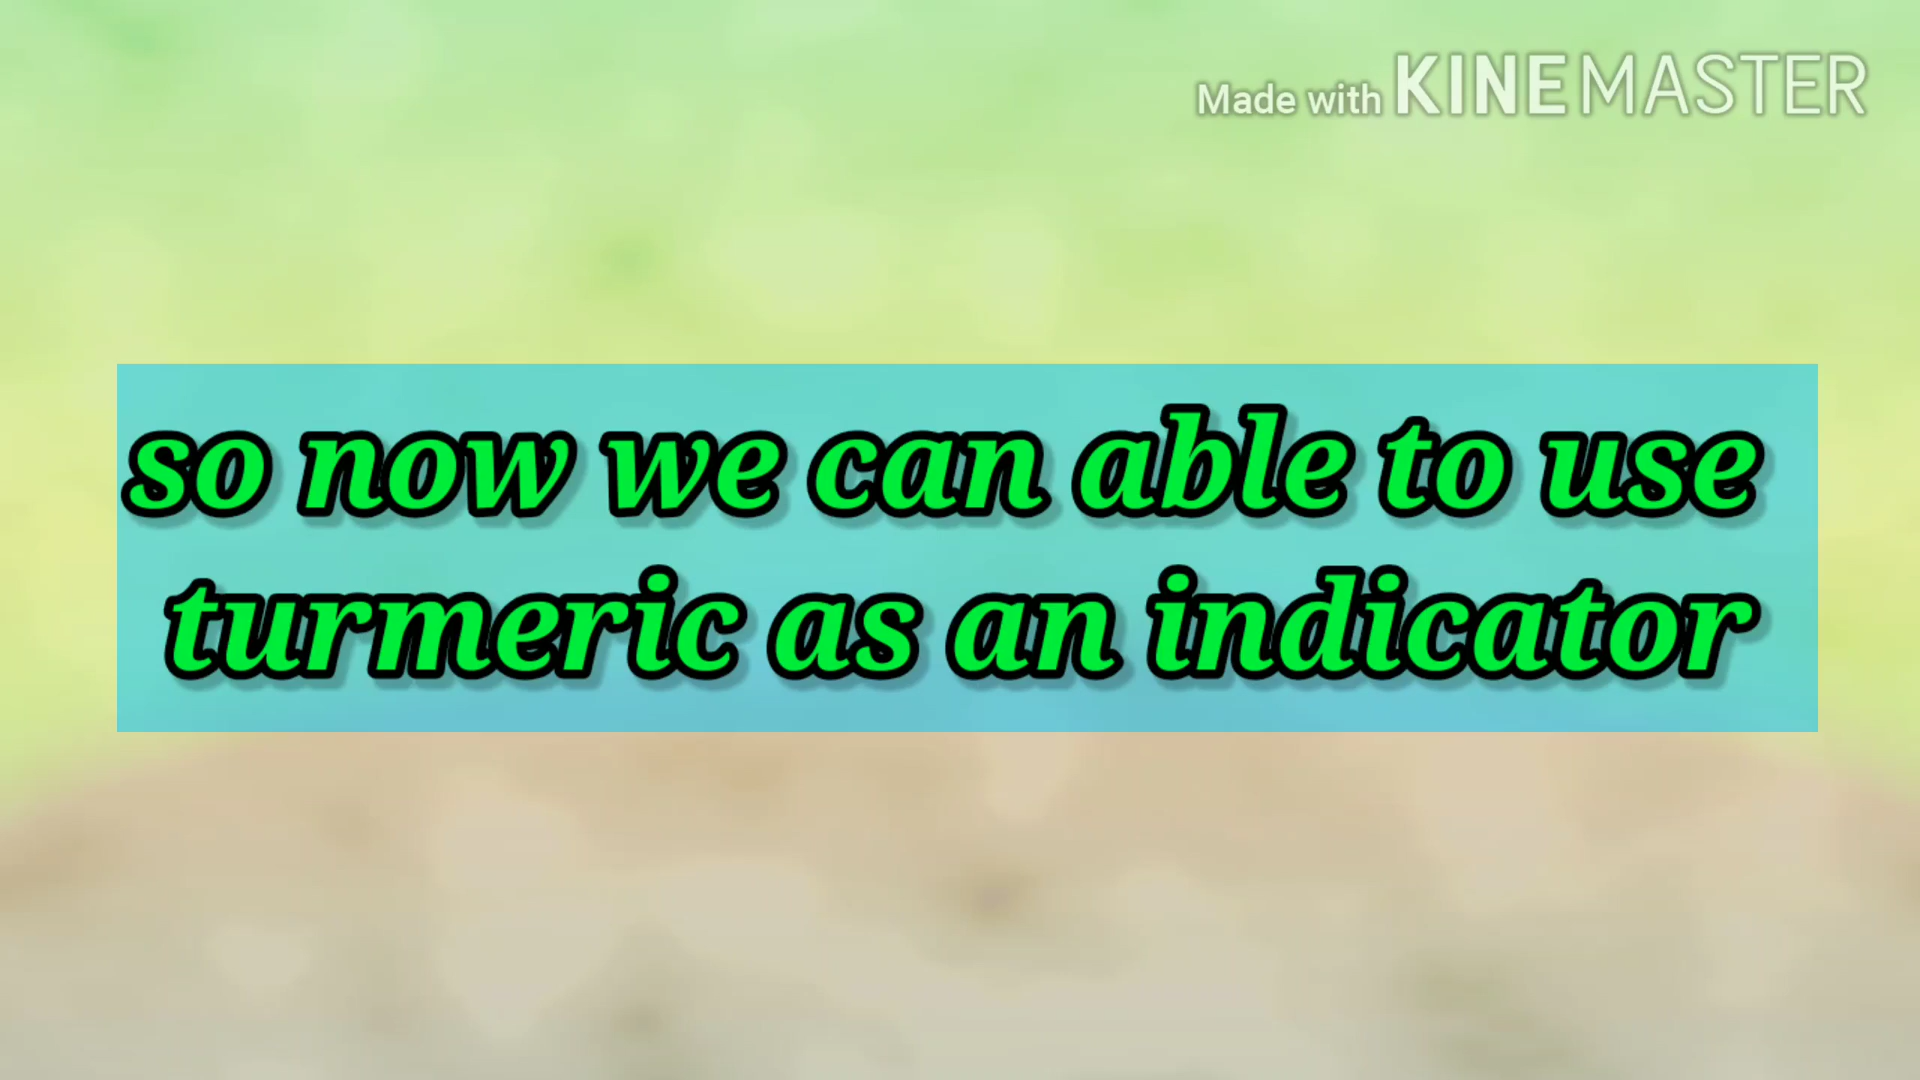 Made with KINEMASTER
so now we can able to use
turmeric as an indicator